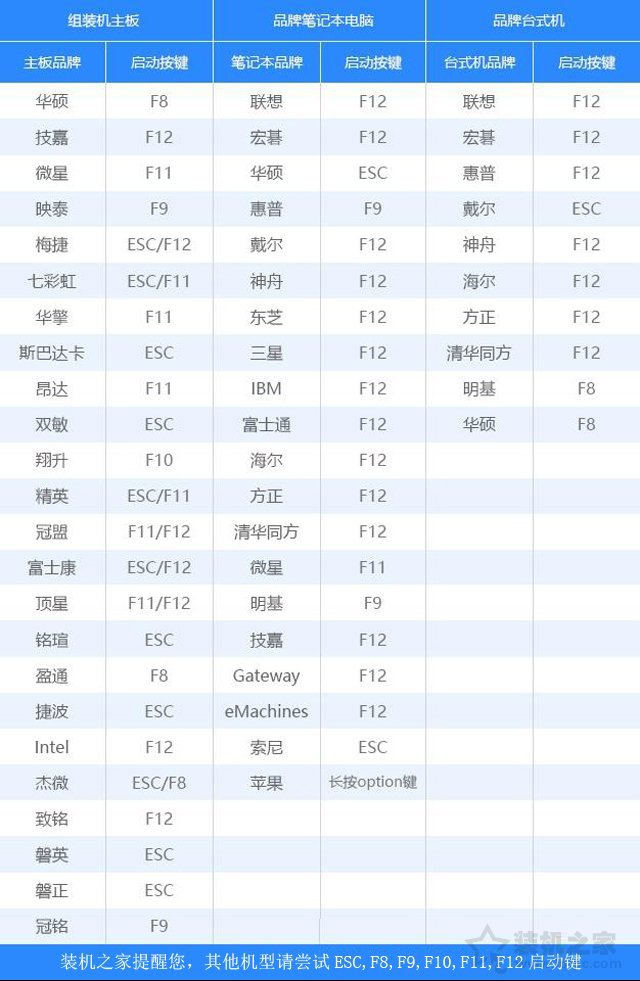 组装机主板 品牌笔记本电脑 品牌台式机
主板品牌 启动按键 笔记本品牌 启动按键 台式机品牌 启动按键
华硕 F8 联想 F12 联想 F12
技嘉 F12 宏碁 F12 宏碁 F12
微星 F11 华硕 ESC 惠普 F12
映泰 F9 惠普 F9 戴尔 ESC
梅捷 ESC/F12 戴尔 F12 神舟 F12
七彩虹 ESC/F11 神舟 F12 海尔 F12
华擎 F11 东芝 F12 方正 F12
斯巴达卡 ESC 三星 F12 清华同方 F12
昂达 F11 IBM F12 明基 F8
双敏 ESC 富士通 F12 华硕 F8
翔升 F10 海尔 F12
精英 ESC/F11 方正 F12
冠盟 F11/F12 清华同方 F12
富士康 ESC/F12 微星 F11
顶星 F11/F12 明基 F9
铭瑄 ESC 技嘉 F12
盈通 F8 Gateway F12
捷波 ESC eMachines F12
Intel F12 索尼 ESC
杰微 ESC/F8 苹果 长按option键
致铭 F12
磐英 ESC
磐正 ESC
冠铭 F9
装机之家
装机之家提醒您，其他机型请尝试ESC,F8,F9,F10,F11,F12启动键